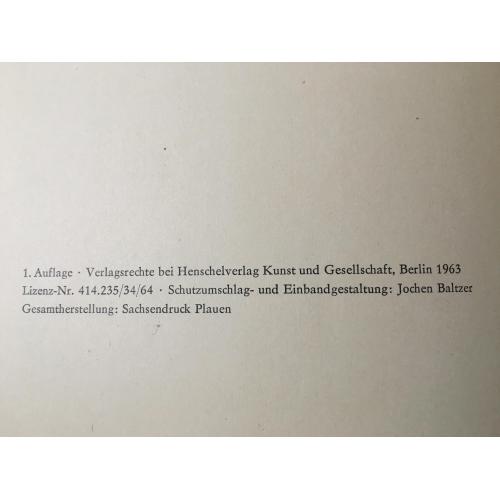 1. Auflage · Verlagsrechte bei Henschelverlag Kunst und Gesellschaft, Berlin 1963
Lizenz-Nr. 414.235/34/64 · Schutzumschlag- und Einbandgestaltung: Jochen Baltzer
Gesamtherstellung: Sachsendruck Plauen